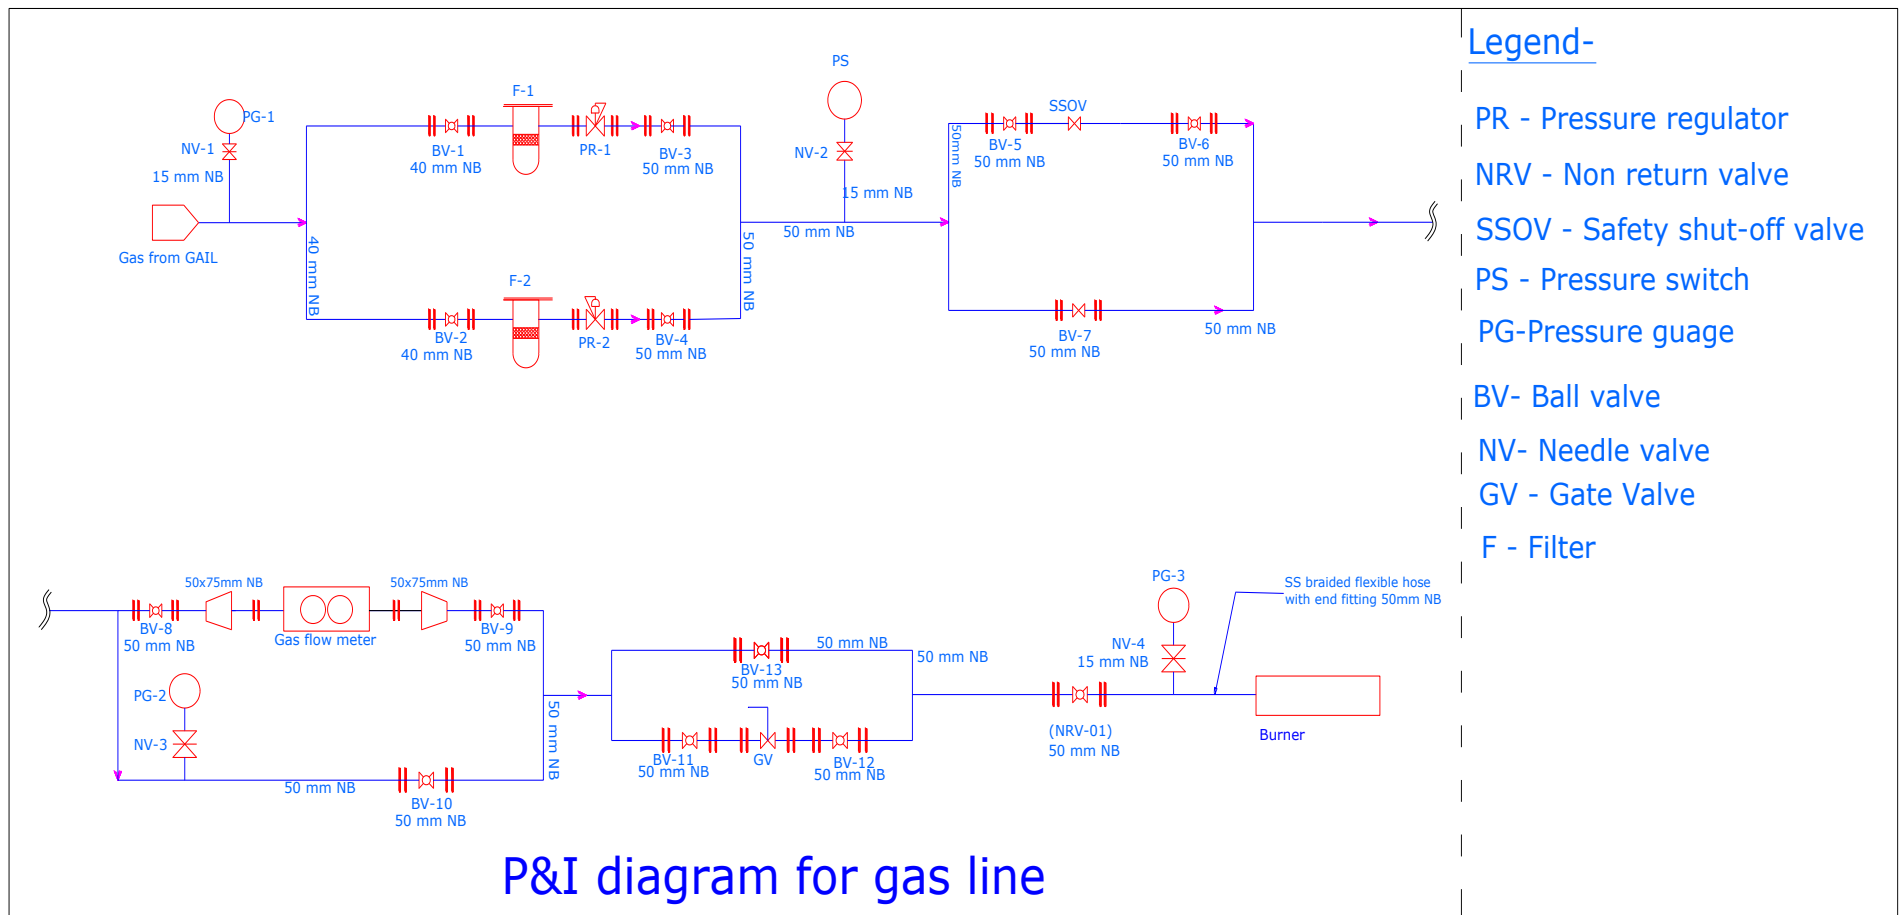 PG-1
NV-1
15 mm NB
Gas from GAIL
40 mm NB
F-1
BV-1
40 mm NB
PR-1
BV-3
50 mm NB
F-2
BV-2
40 mm NB
PR-2
BV-4
50 mm NB
50 mm NB
PS
NV-2
15 mm NB
50 mm NB
50mm NB
SSOV
BV-5
50 mm NB
BV-6
50 mm NB
BV-7
50 mm NB
50 mm NB
Legend-
PR - Pressure regulator
NRV - Non return valve
SSOV - Safety shut-off valve
PS - Pressure switch
PG-Pressure guage
BV- Ball valve
NV- Needle valve
GV - Gate Valve
F - Filter
50x75mm NB
50x75mm NB
BV-8
50 mm NB
Gas flow meter
BV-9
50 mm NB
PG-2
NV-3
50 mm NB
BV-10
50 mm NB
50 mm NB
BV-13
50 mm NB
50 mm NB
50 mm NB
BV-11
50 mm NB
GV
BV-12
50 mm NB
(NRV-01)
50 mm NB
PG-3
NV-4
15 mm NB
SS braided flexible hose
with end fitting 50mm NB
Burner
P&I diagram for gas line